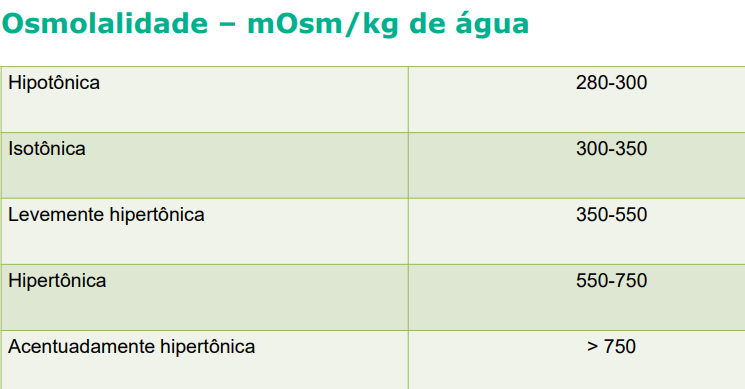 Osmolalidade – mOsm/kg de água
Hipotônica 280-300
Isotônica 300-350
Levemente hipertônica 350-550
Hipertônica 550-750
Acentuadamente hipertônica > 750